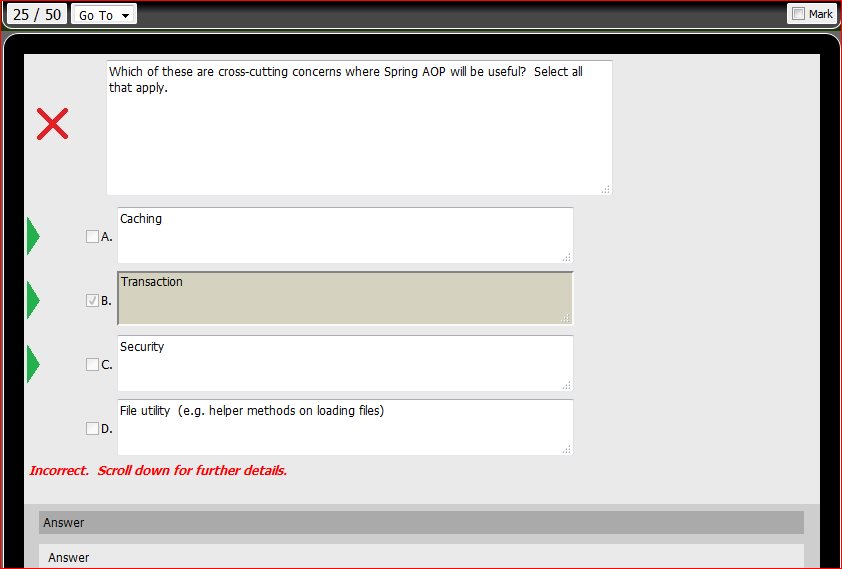 25 / 50 Go To Mark
Which of these are cross-cutting concerns where Spring AOP will be useful?  Select all
that apply.
A. Caching
B. Transaction
C. Security
D. File utility  (e.g. helper methods on loading files)
Incorrect.  Scroll down for further details.
Answer
Answer